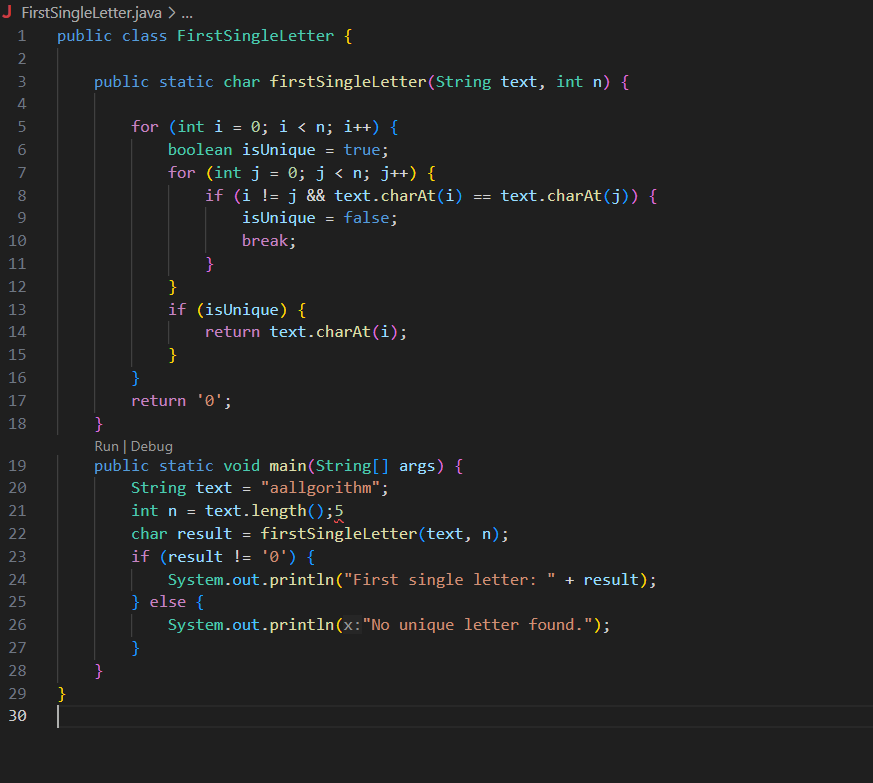 J FirstSingleLetter.java > ...
1 public class FirstSingleLetter {
2
3     public static char firstSingleLetter(String text, int n) {
4
5         for (int i = 0; i < n; i++) {
6             boolean isUnique = true;
7             for (int j = 0; j < n; j++) {
8                 if (i != j && text.charAt(i) == text.charAt(j)) {
9                     isUnique = false;
10                     break;
11                 }
12             }
13             if (isUnique) {
14                 return text.charAt(i);
15             }
16         }
17         return '0';
18     }
Run | Debug
19     public static void main(String[] args) {
20         String text = "aallgorithm";
21         int n = text.length();5
22         char result = firstSingleLetter(text, n);
23         if (result != '0') {
24             System.out.println("First single letter: " + result);
25         } else {
26             System.out.println(x:"No unique letter found.");
27         }
28     }
29 }
30